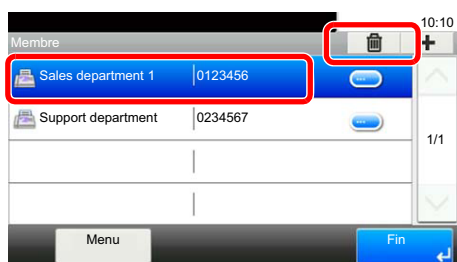 10:10
Membre
Sales department 1 0123456
Support department 0234567
1/1
Menu Fin